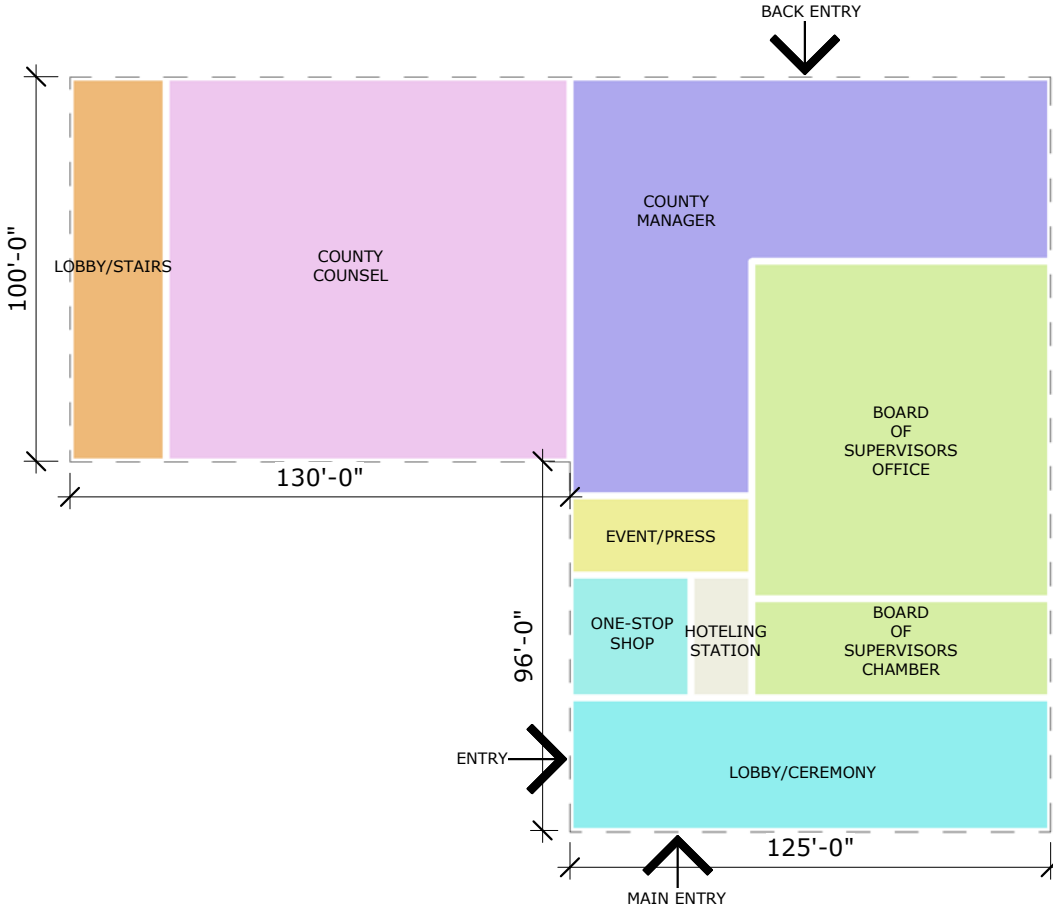 BACK ENTRY
COUNTY
MANAGER
100'-0"
LOBBY/STAIRS
COUNTY
COUNSEL
BOARD
OF
SUPERVISORS
OFFICE
130'-0"
EVENT/PRESS
96'-0"
ONE-STOP
SHOP
HOTELING
STATION
BOARD
OF
SUPERVISORS
CHAMBER
ENTRY
LOBBY/CEREMONY
125'-0"
MAIN ENTRY